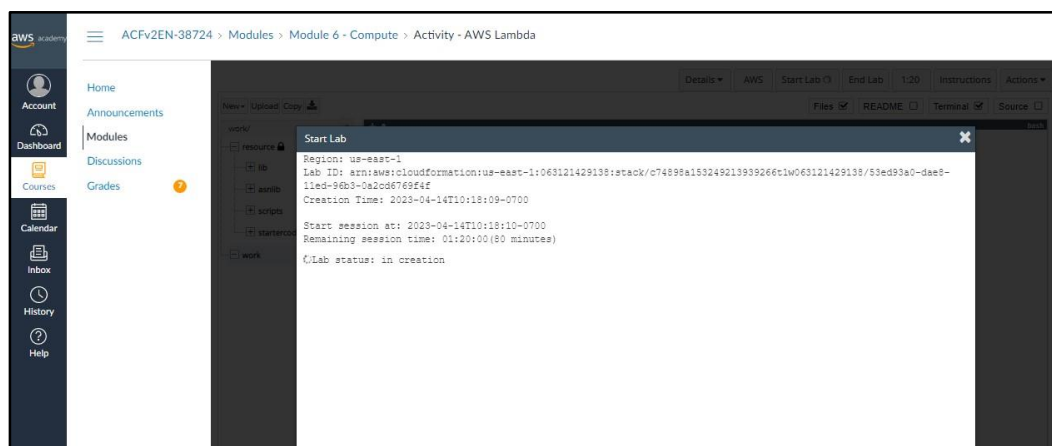 aws academy
ACFv2EN-38724 > Modules > Module 6 - Compute > Activity - AWS Lambda
Account
Dashboard
Courses
Calendar
Inbox
History
Help
Home
Announcements
Modules
Discussions
Grades 7
Details AWS Start Lab End Lab 1:20 Instructions Actions
New Upload Copy
Files README Terminal Source
work/
bash
resource
lib
asnlib
scripts
startercod
work
Start Lab
Region: us-east-1
Lab ID: arn:aws:cloudformation:us-east-1:063121429138:stack/c74898a153249213939266t1w063121429138/53ed93a0-dae8-
11ed-96b3-0a2cd6769f4f
Creation Time: 2023-04-14T10:18:09-0700
Start session at: 2023-04-14T10:18:10-0700
Remaining session time: 01:20:00(80 minutes)
Lab status: in creation